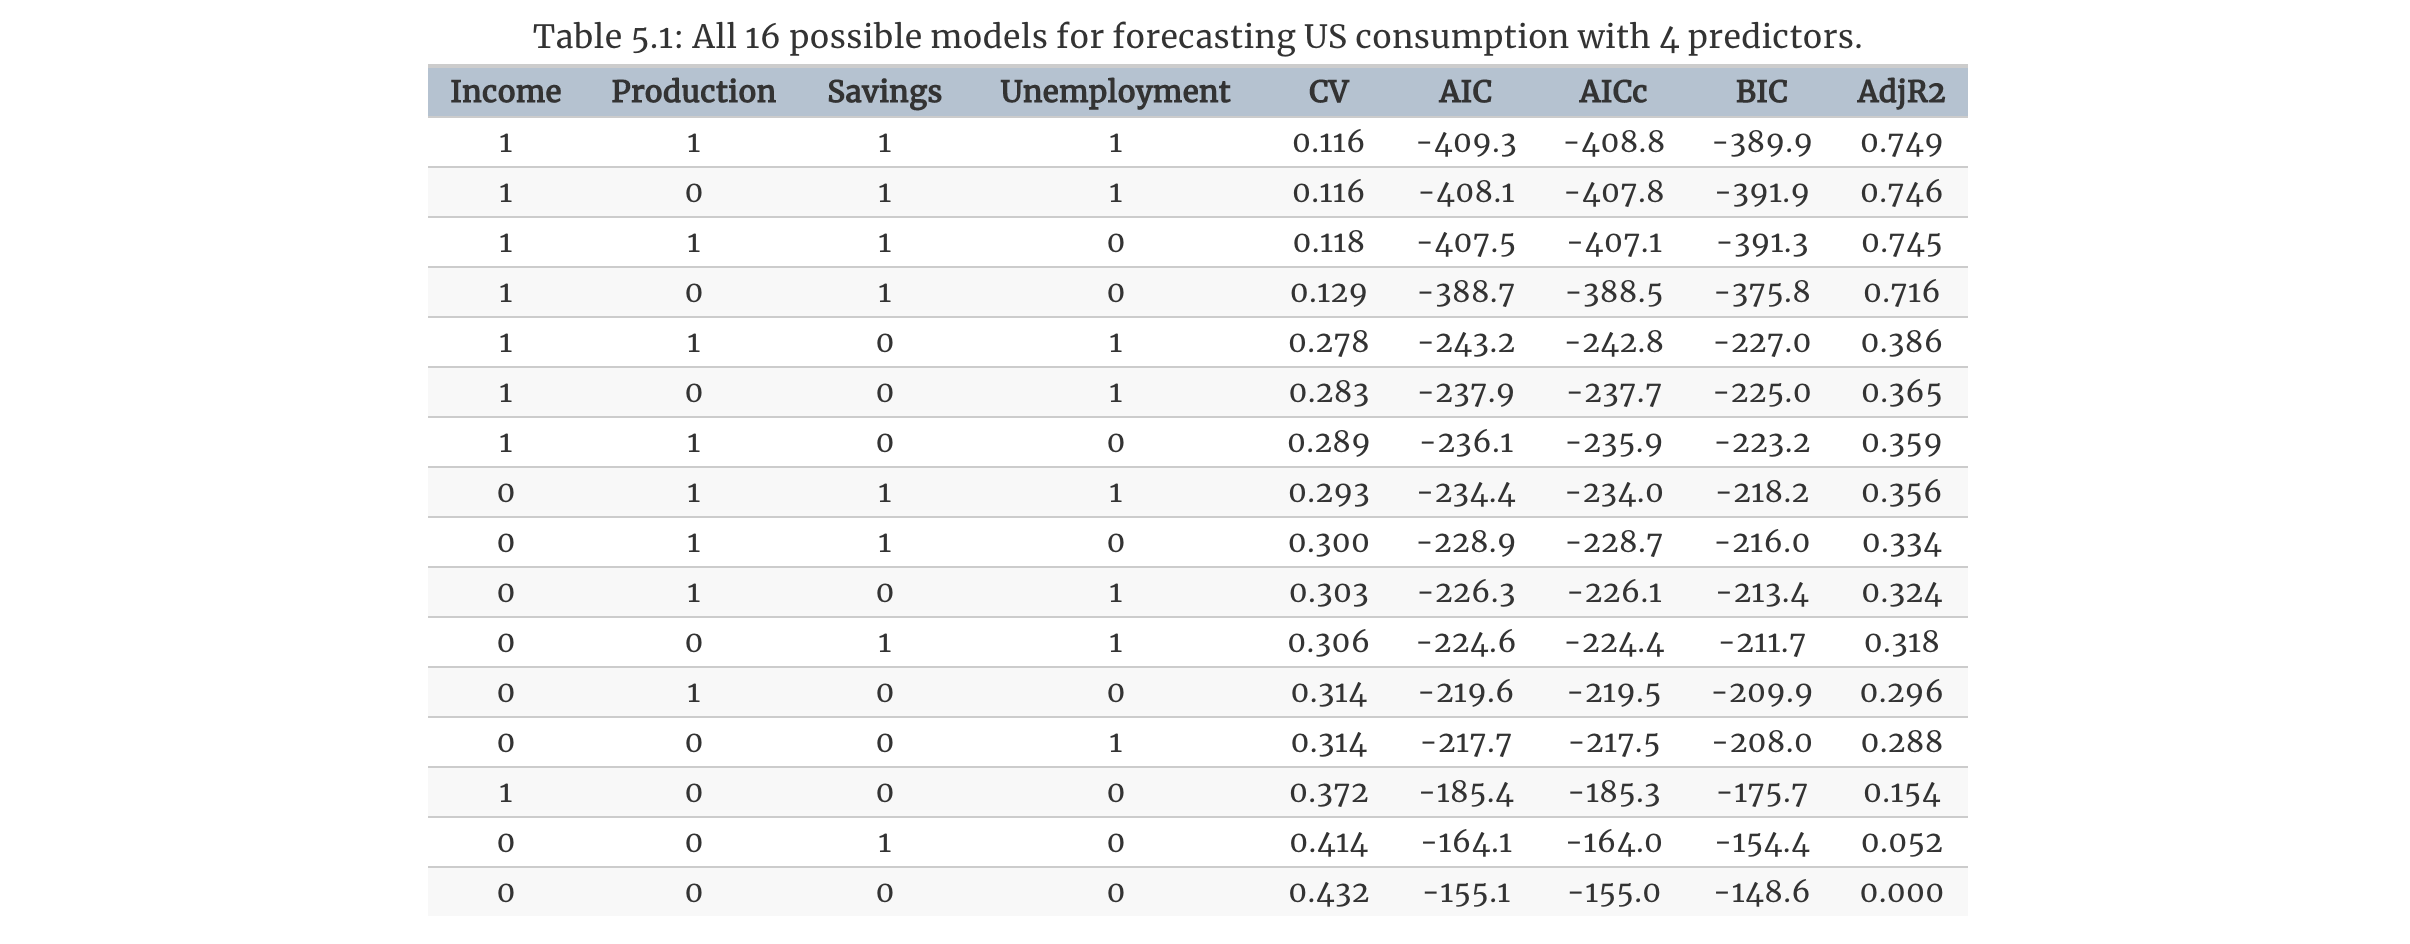 Table 5.1: All 16 possible models for forecasting US consumption with 4 predictors.
Income Production Savings Unemployment CV AIC AICc BIC AdjR2
1 1 1 1 0.116 -409.3 -408.8 -389.9 0.749
1 0 1 1 0.116 -408.1 -407.8 -391.9 0.746
1 1 1 0 0.118 -407.5 -407.1 -391.3 0.745
1 0 1 0 0.129 -388.7 -388.5 -375.8 0.716
1 1 0 1 0.278 -243.2 -242.8 -227.0 0.386
1 0 0 1 0.283 -237.9 -237.7 -225.0 0.365
1 1 0 0 0.289 -236.1 -235.9 -223.2 0.359
0 1 1 1 0.293 -234.4 -234.0 -218.2 0.356
0 1 1 0 0.300 -228.9 -228.7 -216.0 0.334
0 1 0 1 0.303 -226.3 -226.1 -213.4 0.324
0 0 1 1 0.306 -224.6 -224.4 -211.7 0.318
0 1 0 0 0.314 -219.6 -219.5 -209.9 0.296
0 0 0 1 0.314 -217.7 -217.5 -208.0 0.288
1 0 0 0 0.372 -185.4 -185.3 -175.7 0.154
0 0 1 0 0.414 -164.1 -164.0 -154.4 0.052
0 0 0 0 0.432 -155.1 -155.0 -148.6 0.000